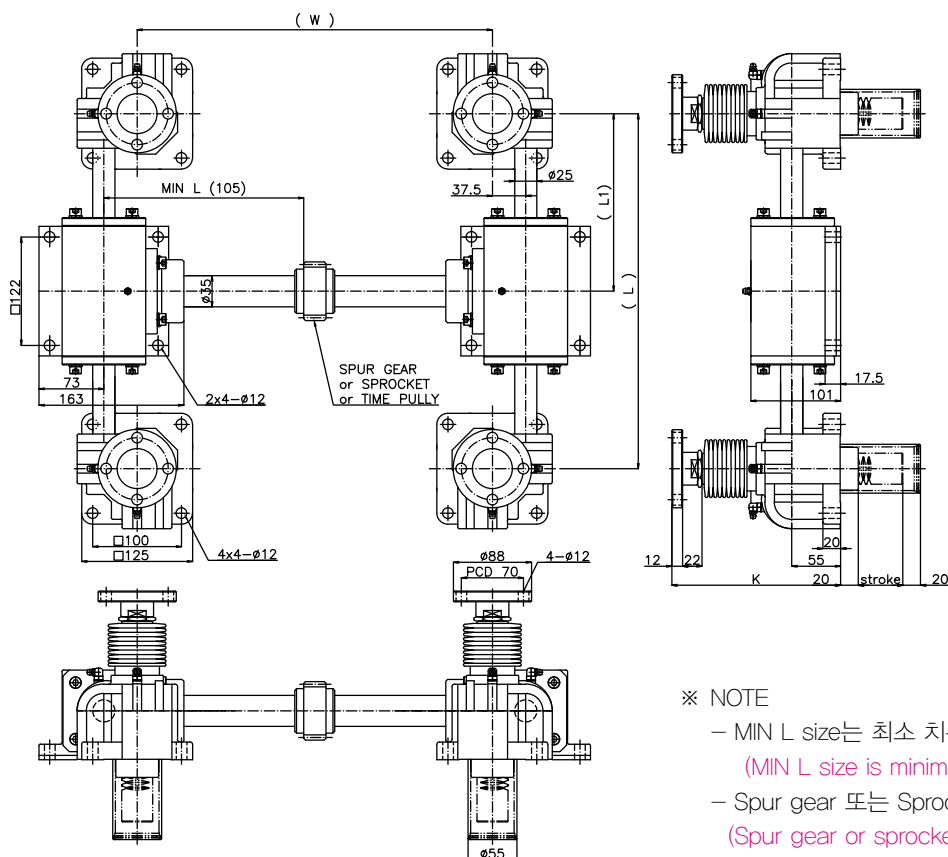 ( W )
MIN L (105)
37.5
ø25
( L1)
( L )
□122
ø35
SPUR GEAR
or SPROCKET
or TIME PULLY
73
163
2x4-ø12
□100
□125
4x4-ø12
17.5
101
20
55
12
22
K
20
stroke
20
ø88
4-ø12
PCD 70
ø55
※ NOTE
– MIN L size는 최소
(MIN L size is minim
– Spur gear 또는 Sproc
(Spur gear or sprocke